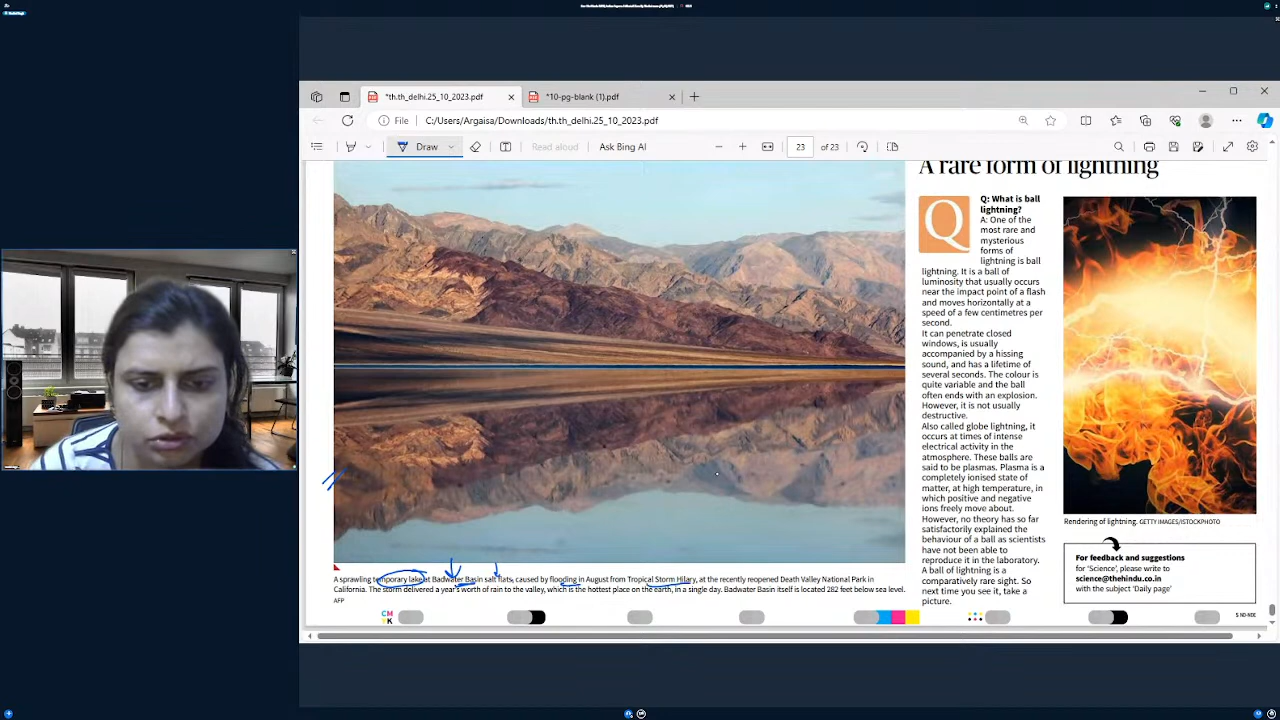 *th.th_delhi.25_10_2023.pdf
*10-pg-blank (1).pdf
File
C:/Users/Argaisa/Downloads/th.th_delhi.25_10_2023.pdf
Draw
Read aloud
Ask Bing AI
23
of 23
A rare form of lightning
Q
Q: What is ball
lightning?
A: One of the
most rare and
mysterious
forms of
lightning is ball
lightning. It is a ball of
luminosity that usually occurs
near the impact point of a flash
and moves horizontally at a
speed of a few centimetres per
second.
It can penetrate closed
windows, is usually
accompanied by a hissing
sound, and has a lifetime of
several seconds. The colour is
quite variable and the ball
often ends with an explosion.
However, it is not usually
destructive.
Also called globe lightning, it
occurs at times of intense
electrical activity in the
atmosphere. These balls are
said to be plasmas. Plasma is a
completely ionised state of
matter, at high temperature, in
which positive and negative
ions freely move about.
However, no theory has so far
satisfactorily explained the
behaviour of a ball as scientists
have not been able to
reproduce it in the laboratory.
A ball of lightning is a
comparatively rare sight. So
next time you see it, take a
picture.
Rendering of lightning. GETTY IMAGES/ISTOCKPHOTO
For feedback and suggestions
for 'Science', please write to
science@thehindu.co.in
with the subject 'Daily page'
A sprawling temporary lake at Badwater Basin salt flats, caused by flooding in August from Tropical Storm Hilary, at the recently reopened Death Valley National Park in
California. The storm delivered a year's worth of rain to the valley, which is the hottest place on the earth, in a single day. Badwater Basin itself is located 282 feet below sea level.
AFP
CM
YK
S ND-NDE